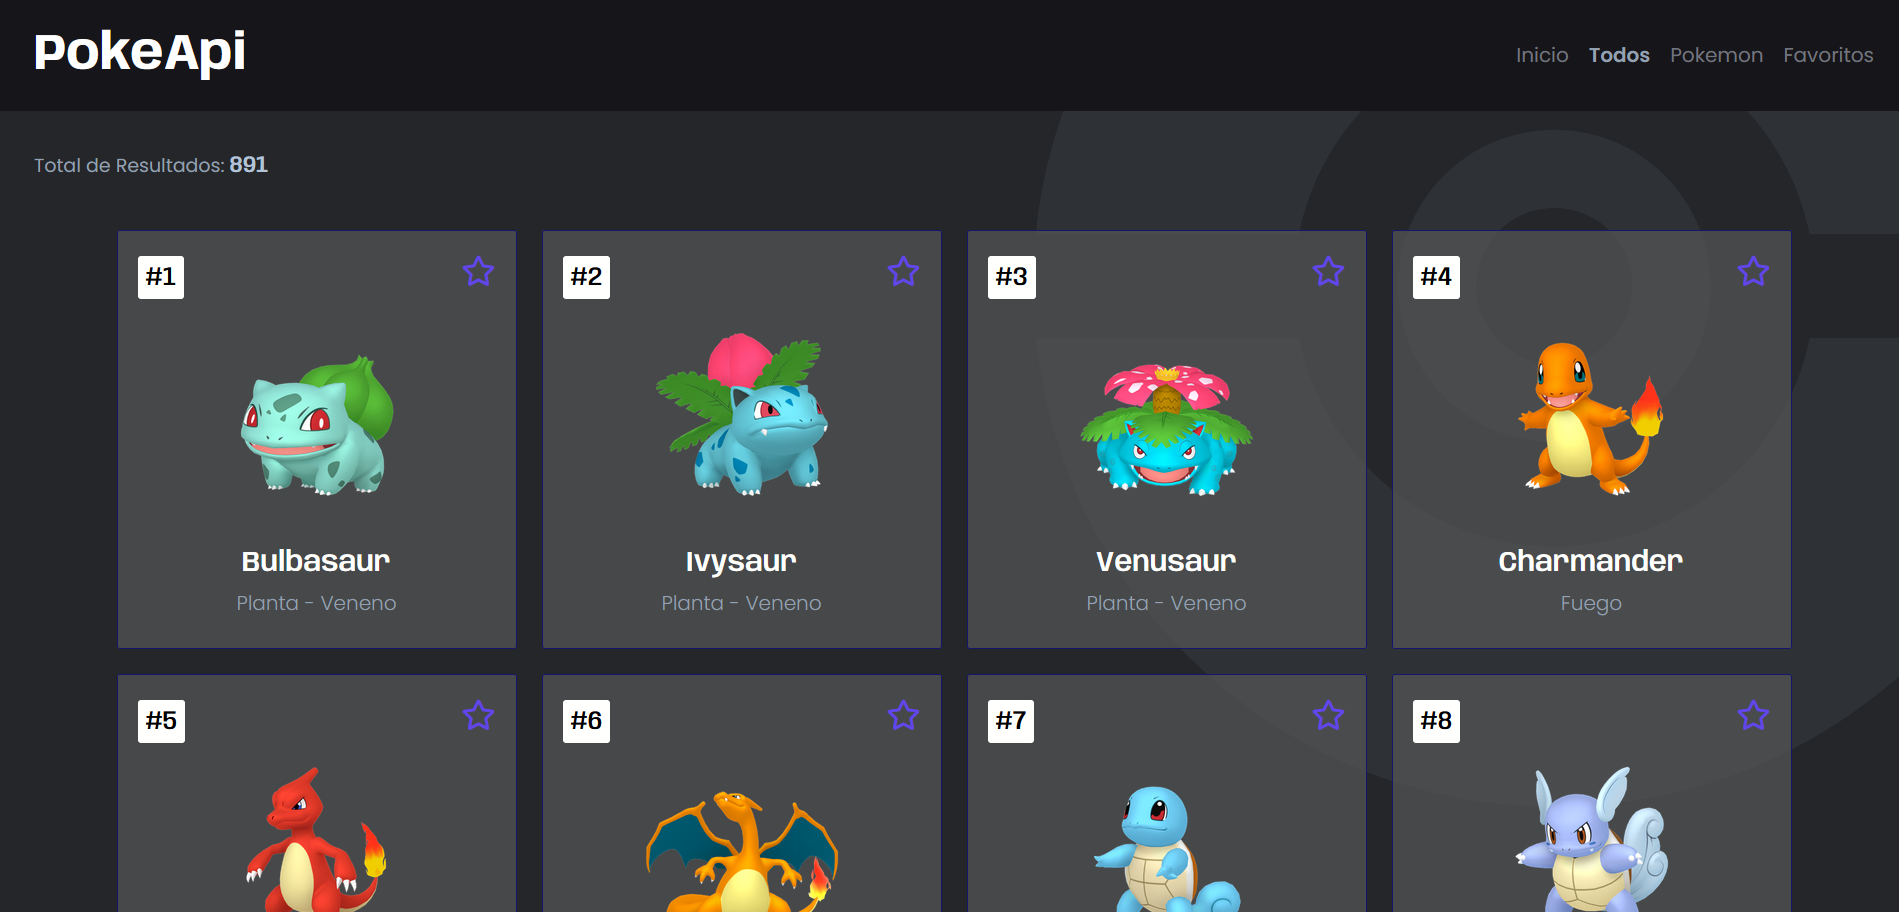 PokeApi
Inicio Todos Pokemon Favoritos
Total de Resultados: 891
#1
Bulbasaur
Planta - Veneno
#2
Ivysaur
Planta - Veneno
#3
Venusaur
Planta - Veneno
#4
Charmander
Fuego
#5
#6
#7
#8